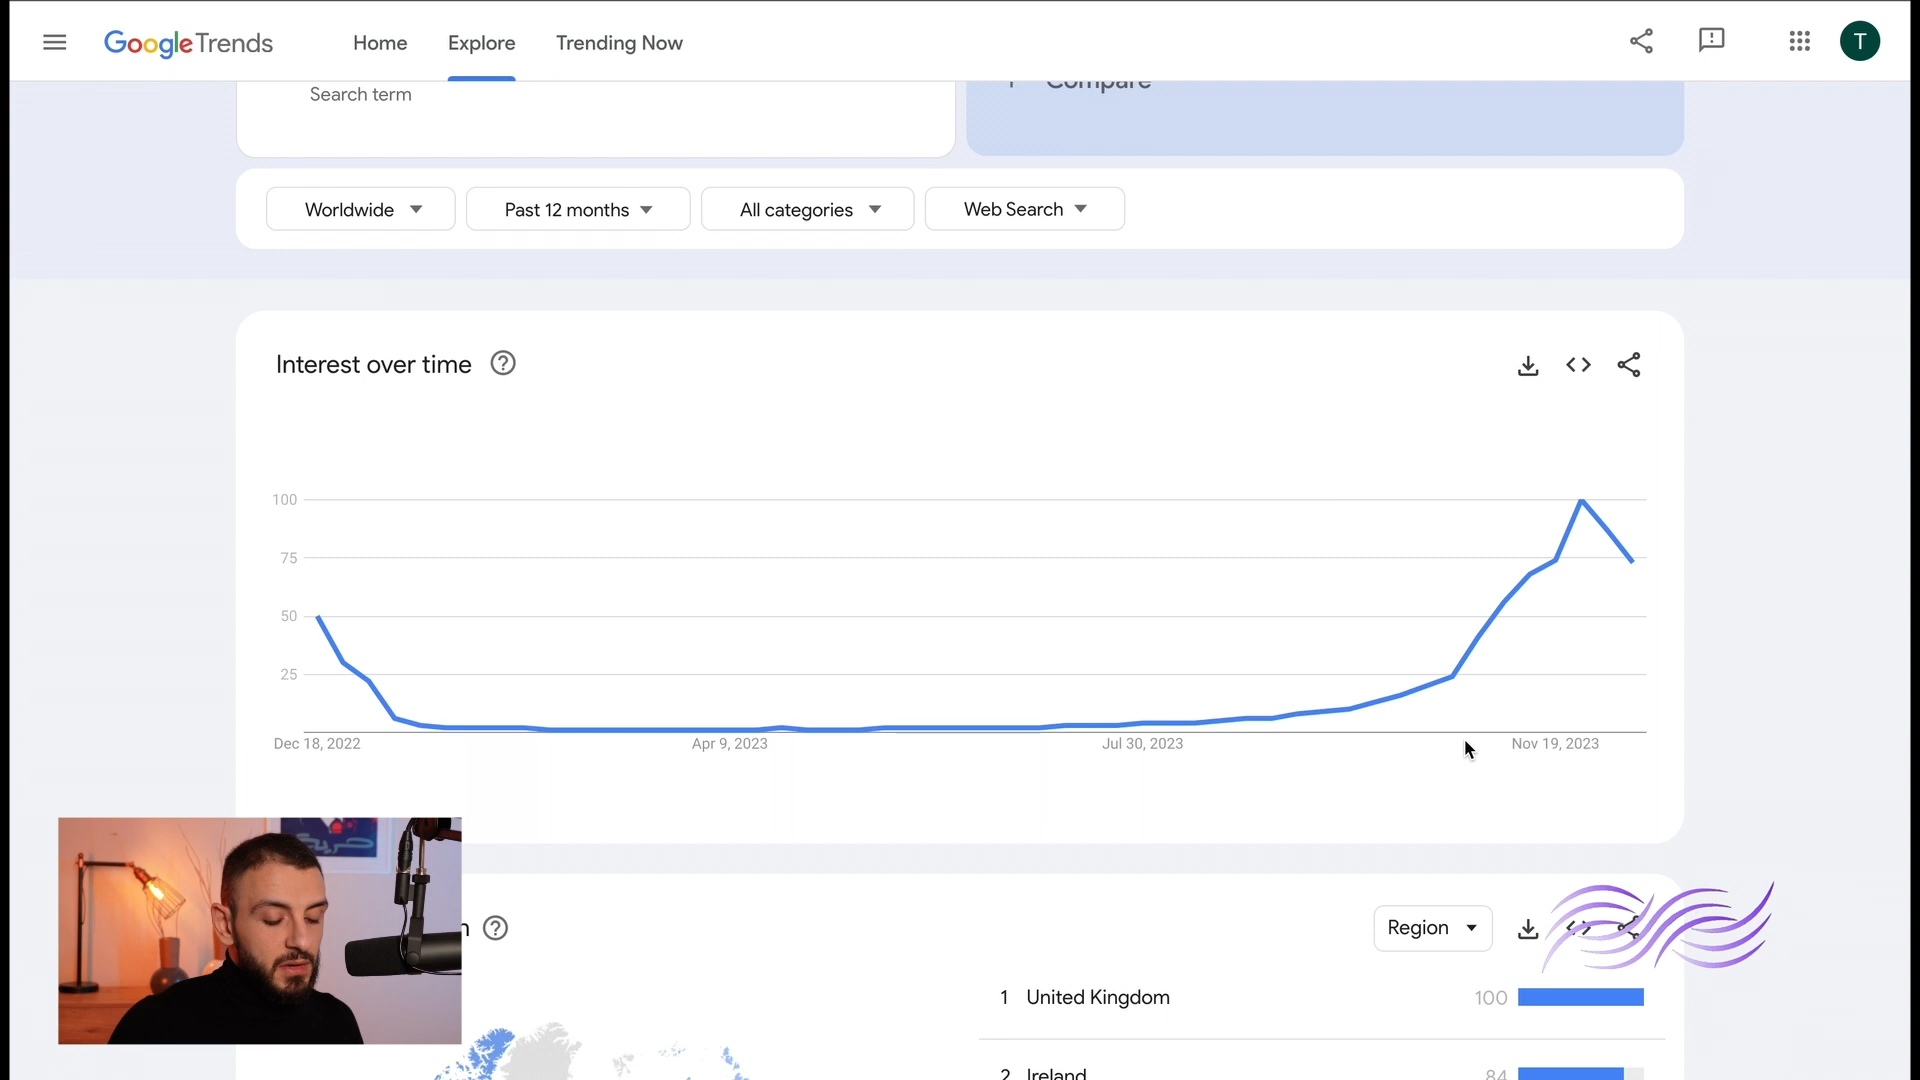 Google Trends
Home
Explore
Trending Now
T
Search term
+ Compare
Worldwide
Past 12 months
All categories
Web Search
Interest over time
100
75
50
25
Dec 18, 2022
Apr 9, 2023
Jul 30, 2023
Nov 19, 2023
Region
1 United Kingdom 100
2 Ireland 84